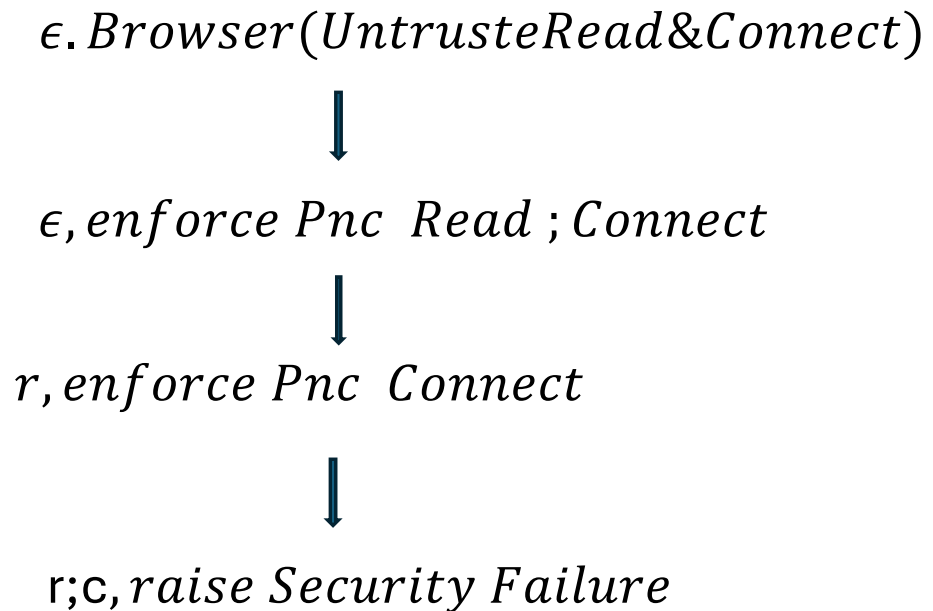 ϵ. Browser(UntrusteRead&Connect)
ϵ, enforce Pnc Read ; Connect
r, enforce Pnc Connect
r;c, raise Security Failure